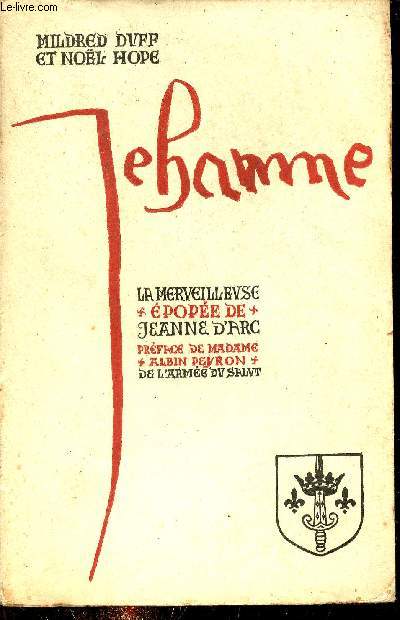 © Le-Livre.com
MILDRED DUFF
ET NOËL HOPE
Jehanne
LA MERVEILLEUSE
+ ÉPOPÉE DE +
JEANNE D'ARC
PRÉFACE DE MADAME
+ ALBIN PEYRON +
DE L'ARMÉE DU SALUT